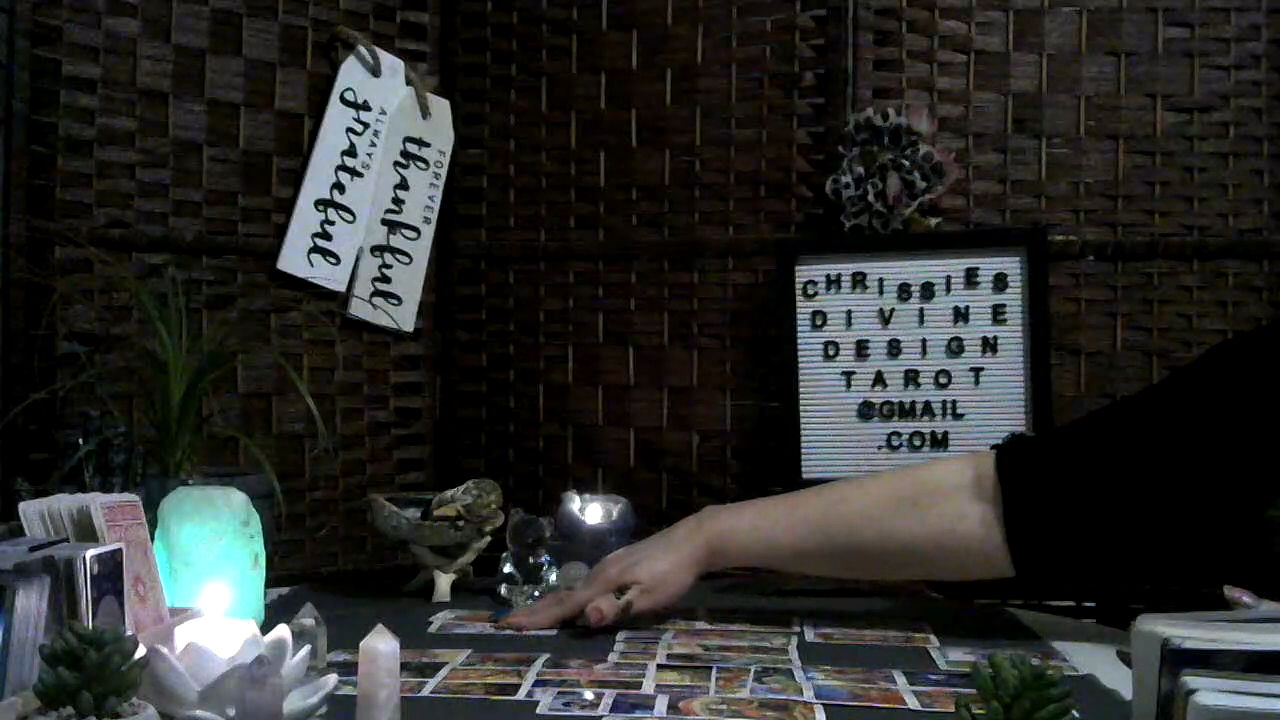 ALWAYS
grateful
FOREVER
thankful
CHRISSIES
DIVINE
DESIGN
TAROT
@GMAIL
.COM